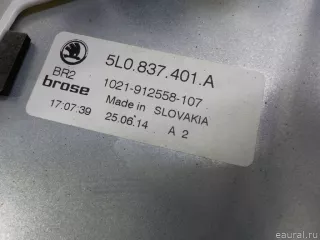 5L0.837.401.A
BR2
brose
1021-912558-107
Made in SLOVAKIA
17:07:39
25.06.14 A 2
eaural.ru